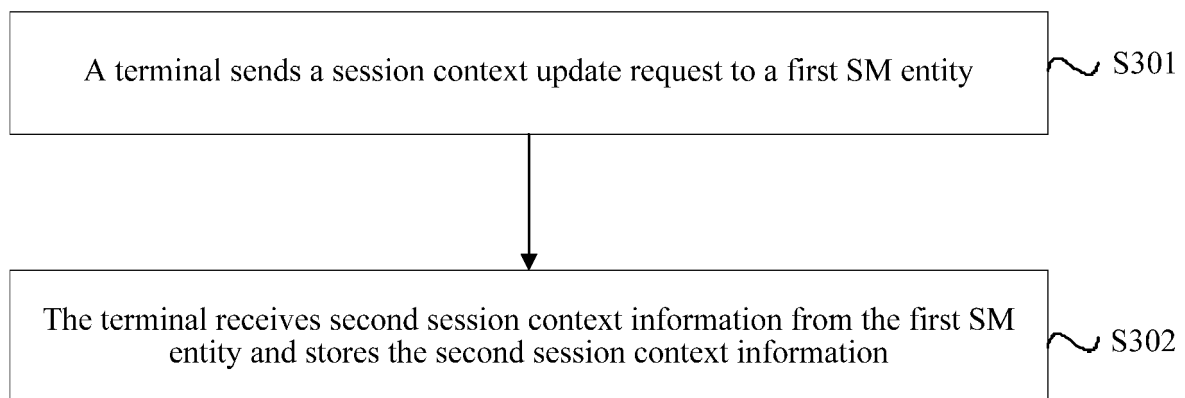 A terminal sends a session context update request to a first SM entity
S301
The terminal receives second session context information from the first SM
entity and stores the second session context information
S302